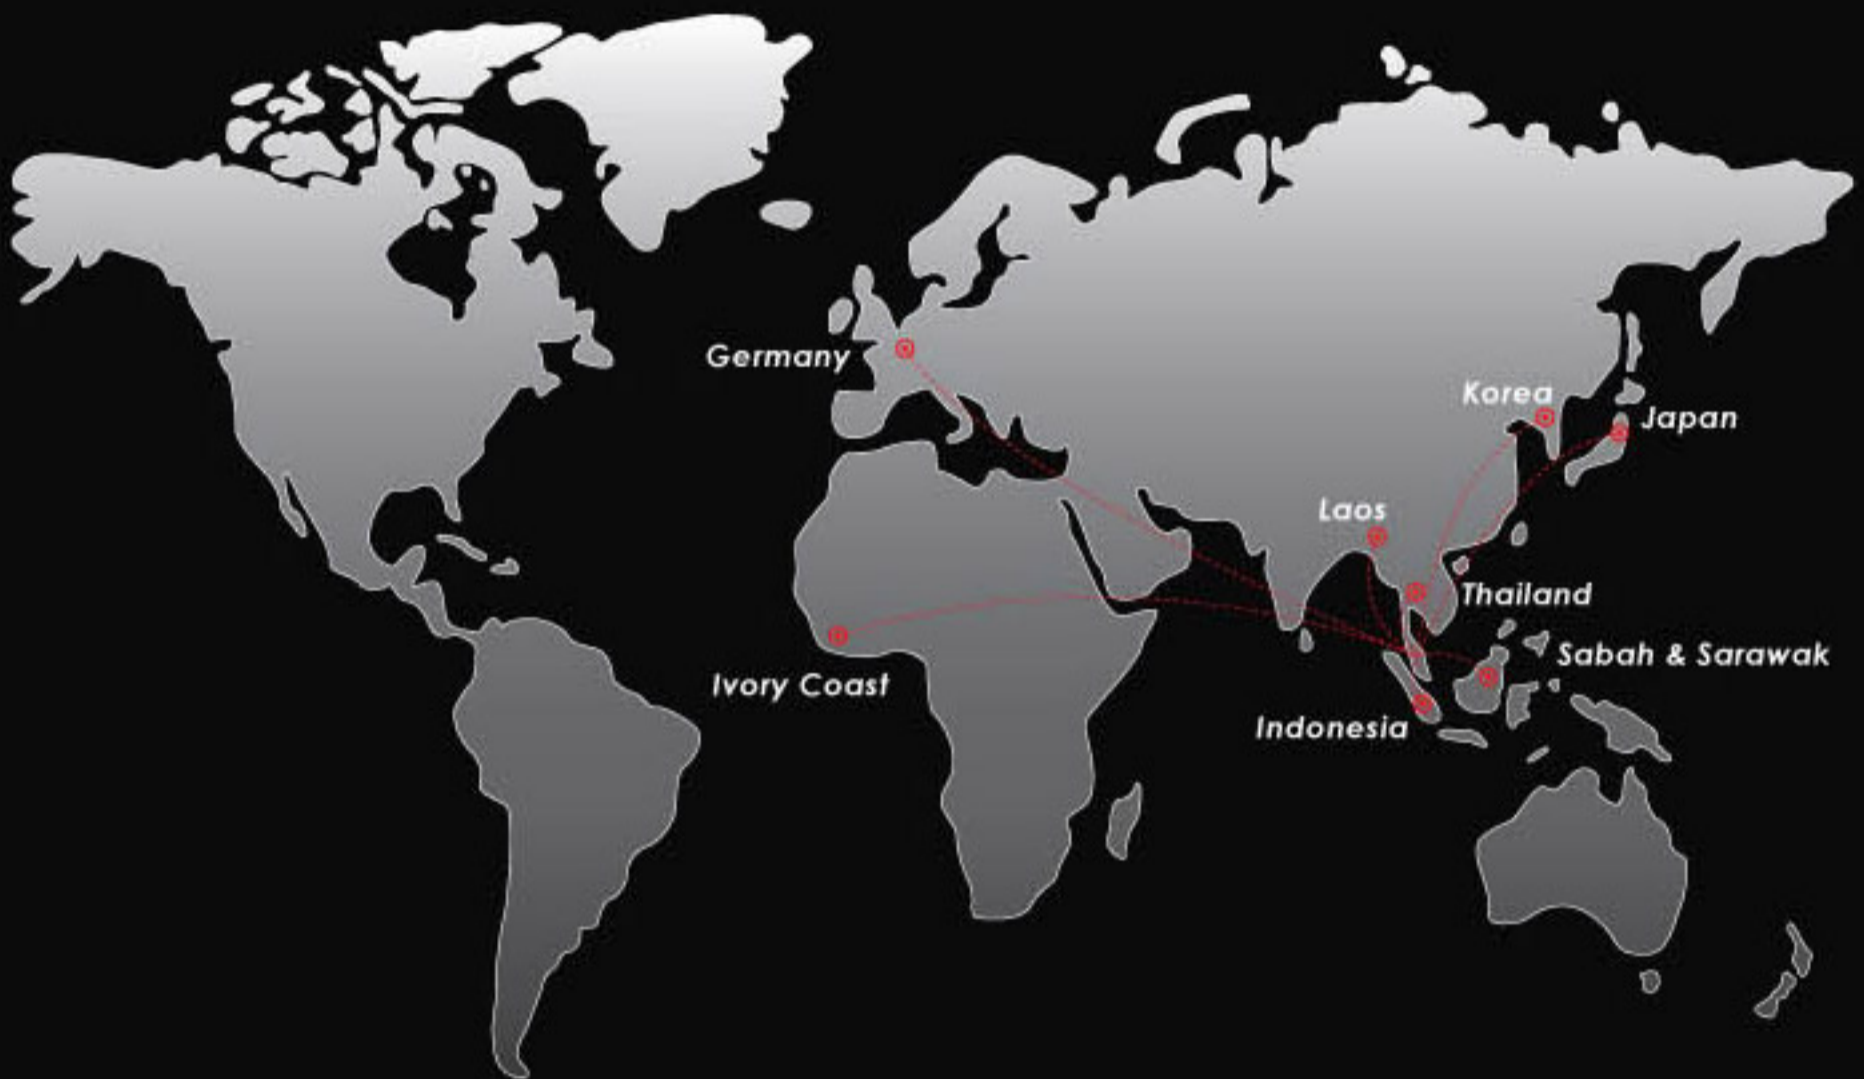 Germany
Korea
Japan
Laos
Thailand
Sabah & Sarawak
Ivory Coast
Indonesia